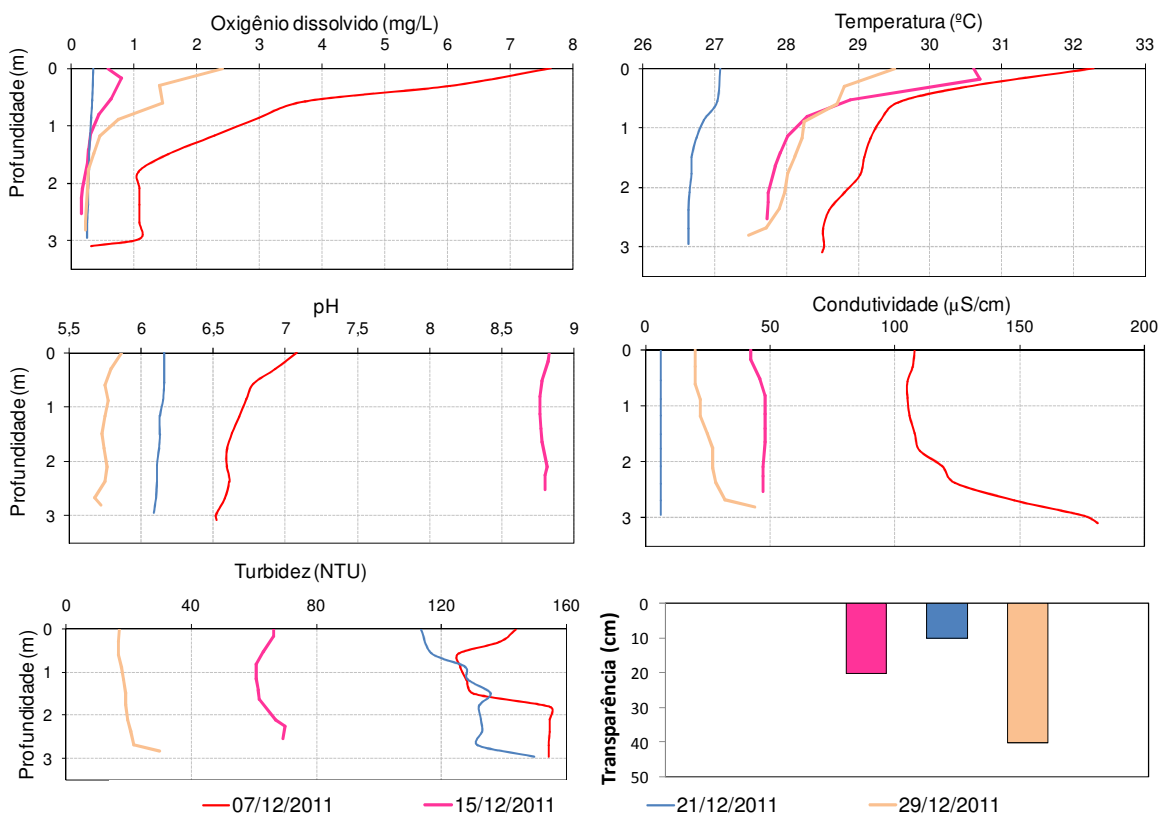 Oxigênio dissolvido (mg/L)
0 1 2 3 4 5 6 7 8
Profundidade (m)
0
1
2
3
Temperatura (ºC)
26 27 28 29 30 31 32 33
0
1
2
3
pH
5,5 6 6,5 7 7,5 8 8,5 9
Profundidade (m)
0
1
2
3
Condutividade (µS/cm)
0 50 100 150 200
0
1
2
3
Turbidez (NTU)
0 40 80 120 160
Profundidade (m)
0
1
2
3
Transparência (cm)
0
10
20
30
40
50
07/12/2011 15/12/2011 21/12/2011 29/12/2011